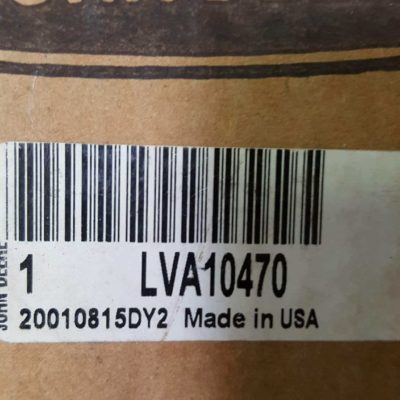 JOHN DEERE
1 LVA10470
20010815DY2 Made in USA